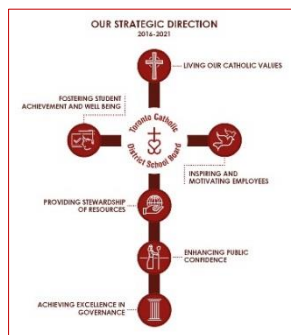 OUR STRATEGIC DIRECTION
2016-2021
LIVING OUR CATHOLIC VALUES
FOSTERING STUDENT
ACHIEVEMENT AND WELL BEING
Toronto Catholic
District School Board
INSPIRING AND
MOTIVATING EMPLOYEES
PROVIDING STEWARDSHIP
OF RESOURCES
ENHANCING PUBLIC
CONFIDENCE
ACHIEVING EXCELLENCE IN
GOVERNANCE